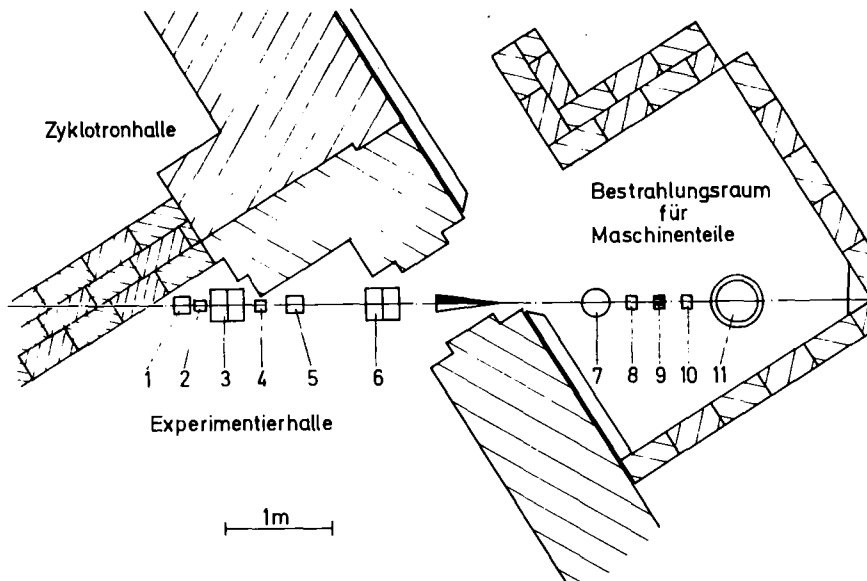 Zyklotronhalle
Bestrahlungsraum
für
Maschinenteile
1 2 3 4 5 6 7 8 9 10 11
Experimentierhalle
1m